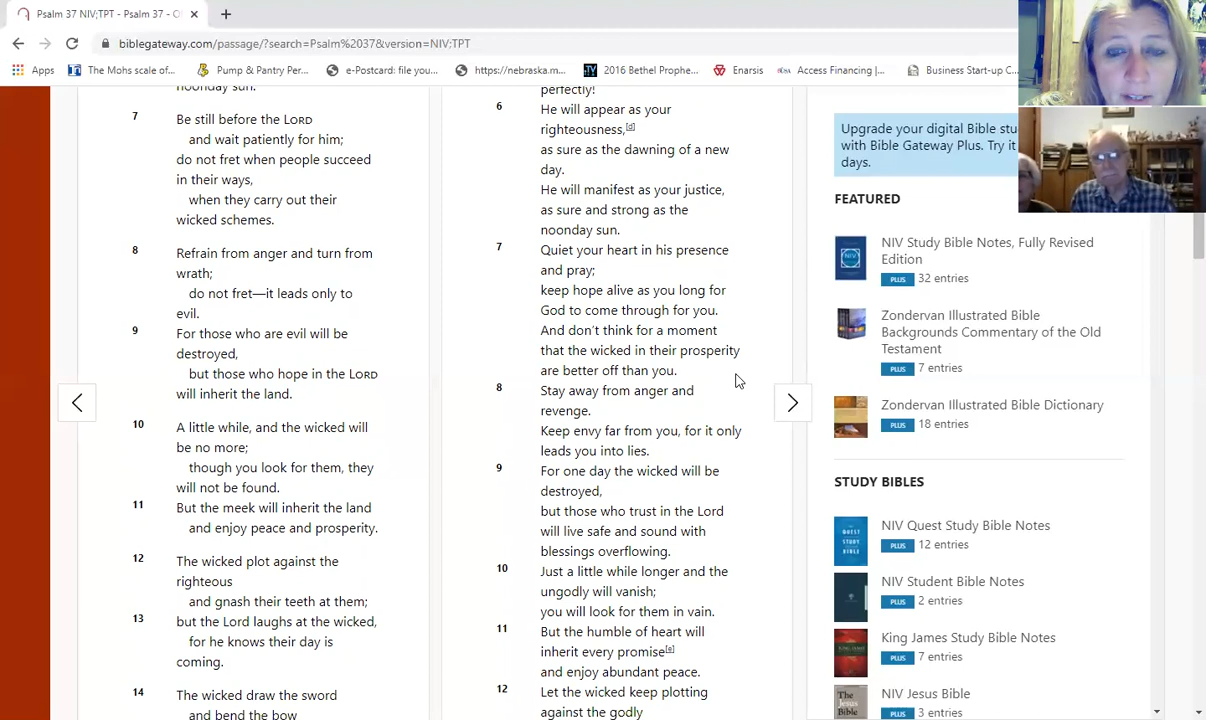 Psalm 37 NIV;TPT - Psalm 37 -
biblegateway.com/passage/?search=Psalm%2037&version=NIV;TPT
Apps
The Mohs scale of...
Pump & Pantry Per...
e-Postcard: file you...
https://nebraska.m...
2016 Bethel Prophe...
Enarsis
Access Financing |...
Business Start-up C...
noonday sun.
7 Be still before the LORD
and wait patiently for him;
do not fret when people succeed
in their ways,
when they carry out their
wicked schemes.
8 Refrain from anger and turn from
wrath;
do not fret—it leads only to
evil.
9 For those who are evil will be
destroyed,
but those who hope in the LORD
will inherit the land.
10 A little while, and the wicked will
be no more;
though you look for them, they
will not be found.
11 But the meek will inherit the land
and enjoy peace and prosperity.
12 The wicked plot against the
righteous
and gnash their teeth at them;
13 but the Lord laughs at the wicked,
for he knows their day is
coming.
14 The wicked draw the sword
and bend the bow
perfectly!
6 He will appear as your
righteousness,[d]
as sure as the dawning of a new
day.
He will manifest as your justice,
as sure and strong as the
noonday sun.
7 Quiet your heart in his presence
and pray;
keep hope alive as you long for
God to come through for you.
And don't think for a moment
that the wicked in their prosperity
are better off than you.
8 Stay away from anger and
revenge.
Keep envy far from you, for it only
leads you into lies.
9 For one day the wicked will be
destroyed,
but those who trust in the Lord
will live safe and sound with
blessings overflowing.
10 Just a little while longer and the
ungodly will vanish;
you will look for them in vain.
11 But the humble of heart will
inherit every promise[e]
and enjoy abundant peace.
12 Let the wicked keep plotting
against the godly
Upgrade your digital Bible stu
with Bible Gateway Plus. Try it
days.
FEATURED
NIV Study Bible Notes, Fully Revised
Edition
PLUS 32 entries
Zondervan Illustrated Bible
Backgrounds Commentary of the Old
Testament
PLUS 7 entries
Zondervan Illustrated Bible Dictionary
PLUS 18 entries
STUDY BIBLES
NIV Quest Study Bible Notes
PLUS 12 entries
NIV Student Bible Notes
PLUS 2 entries
King James Study Bible Notes
PLUS 7 entries
NIV Jesus Bible
PLUS 3 entries